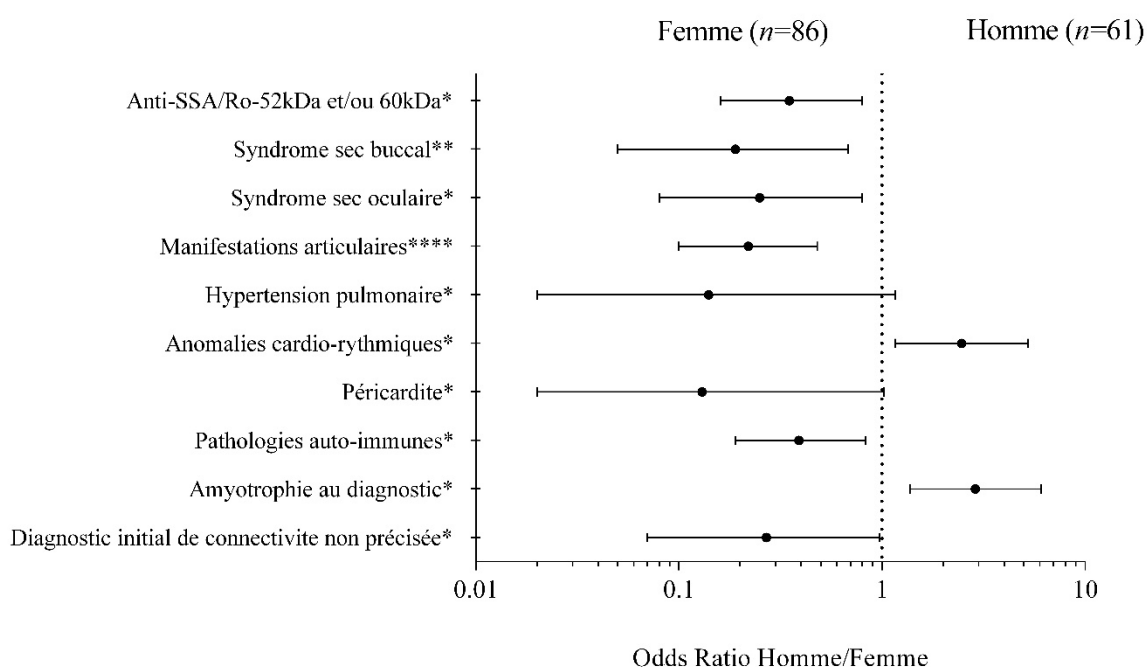 Femme (n=86) Homme (n=61)
Anti-SSA/Ro-52kDa et/ou 60kDa*
Syndrome sec buccal**
Syndrome sec oculaire*
Manifestations articulaires****
Hypertension pulmonaire*
Anomalies cardio-rythmiques*
Péricardite*
Pathologies auto-immunes*
Amyotrophie au diagnostic*
Diagnostic initial de connectivite non précisée*
0.01 0.1 1 10
Odds Ratio Homme/Femme